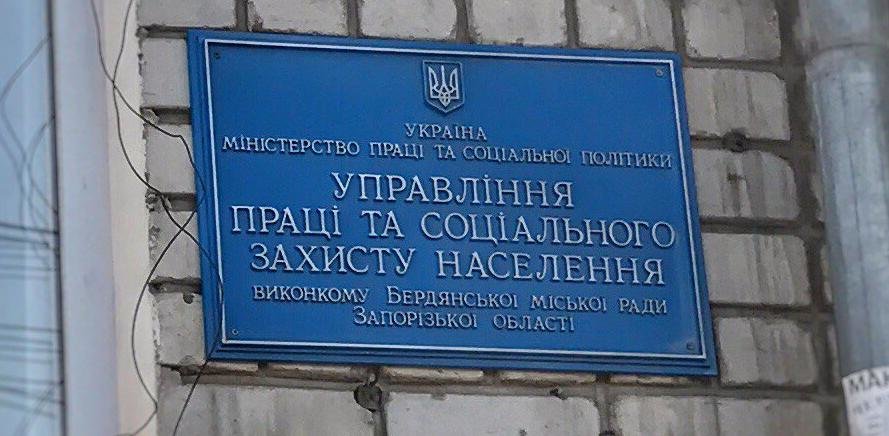 УКРАЇНА
МІНІСТЕРСТВО ПРАЦІ ТА СОЦІАЛЬНОЇ ПОЛІТИКИ
УПРАВЛІННЯ
ПРАЦІ ТА СОЦІАЛЬНОГО
ЗАХИСТУ НАСЕЛЕННЯ
ВИКОНКОМУ БЕРДЯНСЬКОЇ МІСЬКОЇ РАДИ
ЗАПОРІЗЬКОЇ ОБЛАСТІ